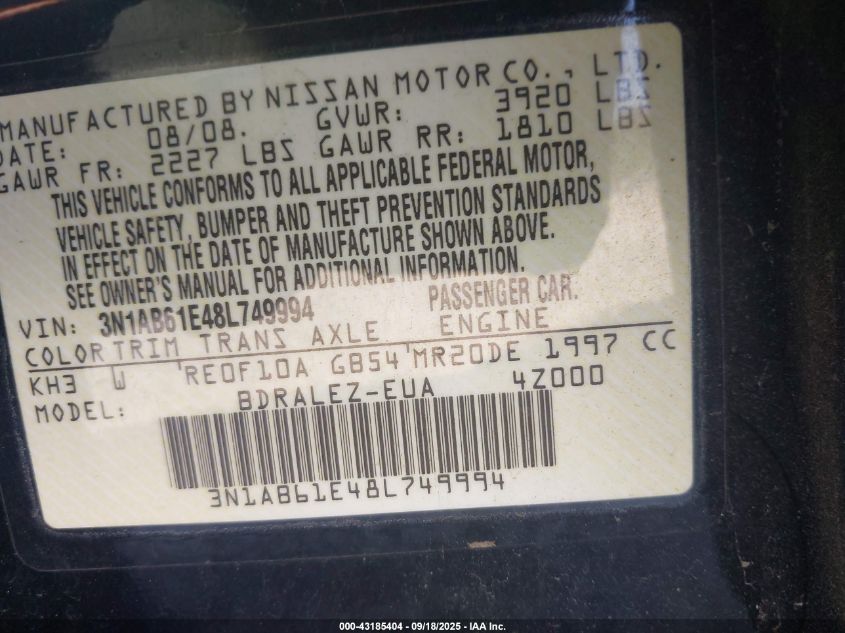 MANUFACTURED BY NISSAN MOTOR CO., LTD.
DATE: 08/08. GVWR: 3920 LBS
GAWR FR: 2227 LBS GAWR RR: 1810 LBS
THIS VEHICLE CONFORMS TO ALL APPLICABLE FEDERAL MOTOR,
VEHICLE SAFETY, BUMPER AND THEFT PREVENTION STANDARDS
IN EFFECT ON THE DATE OF MANUFACTURE SHOWN ABOVE.
SEE OWNER'S MANUAL FOR ADDITIONAL INFORMATION.
VIN: 3N1AB61E48L749994 PASSENGER CAR.
COLOR TRIM TRANS AXLE ENGINE
KH3 W RE0F10A GB54 MR20DE 1997 CC
MODEL: BDRALEZ-EUA 4Z000
3N1AB61E48L749994
000-43185404 - 09/18/2025 - IAA Inc.